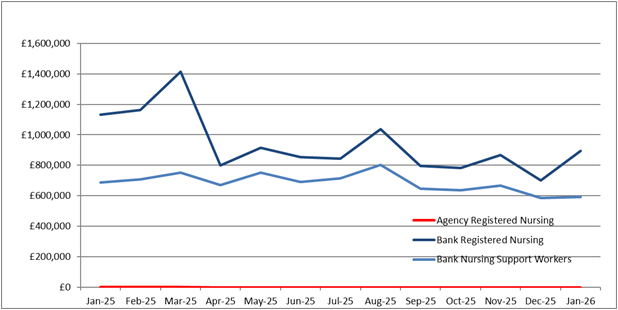 £1,600,000
£1,400,000
£1,200,000
£1,000,000
£800,000
£600,000
£400,000
£200,000
£0
Agency Registered Nursing
Bank Registered Nursing
Bank Nursing Support Workers
Jan-25 Feb-25 Mar-25 Apr-25 May-25 Jun-25 Jul-25 Aug-25 Sep-25 Oct-25 Nov-25 Dec-25 Jan-26